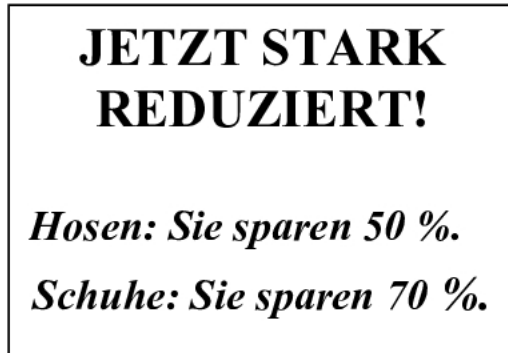 JETZT STARK
REDUZIERT!
Hosen: Sie sparen 50 %.
Schuhe: Sie sparen 70 %.